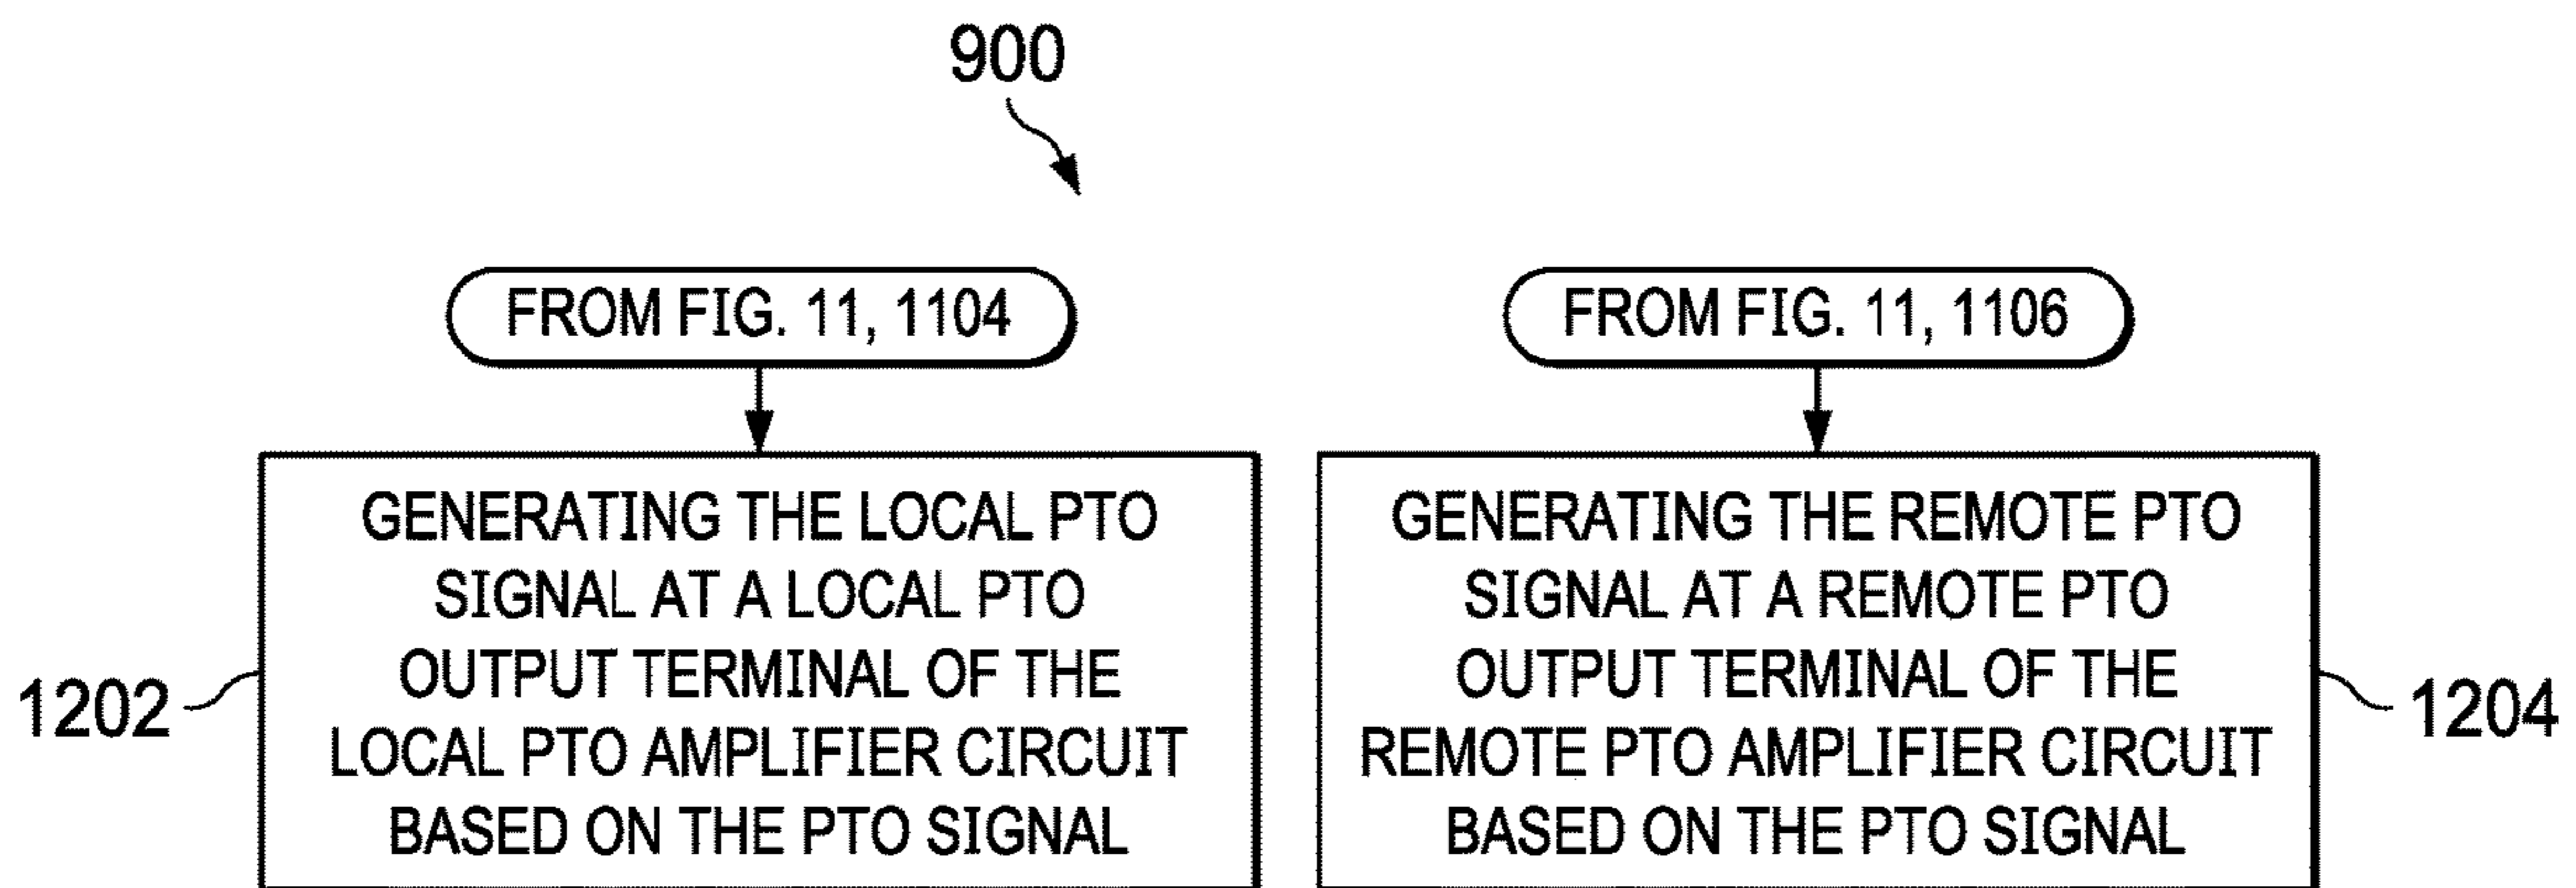 900
FROM FIG. 11, 1104
FROM FIG. 11, 1106
GENERATING THE LOCAL PTO
SIGNAL AT A LOCAL PTO
OUTPUT TERMINAL OF THE
LOCAL PTO AMPLIFIER CIRCUIT
BASED ON THE PTO SIGNAL
1202
GENERATING THE REMOTE PTO
SIGNAL AT A REMOTE PTO
OUTPUT TERMINAL OF THE
REMOTE PTO AMPLIFIER CIRCUIT
BASED ON THE PTO SIGNAL
1204